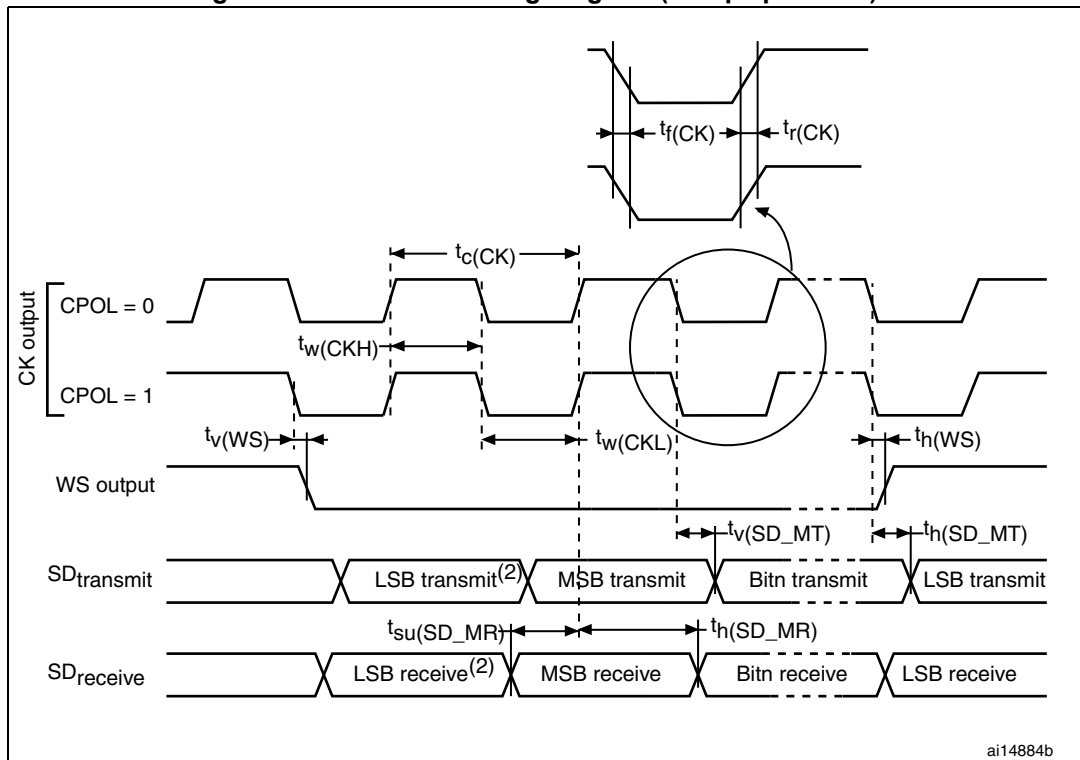 tf(CK)
tr(CK)
tc(CK)
CK output
CPOL = 0
tw(CKH)
CPOL = 1
tv(WS)
tw(CKL)
th(WS)
WS output
tv(SD_MT)
th(SD_MT)
SDtransmit
LSB transmit(2)
MSB transmit
Bitn transmit
LSB transmit
tsu(SD_MR)
th(SD_MR)
SDreceive
LSB receive(2)
MSB receive
Bitn receive
LSB receive
ai14884b